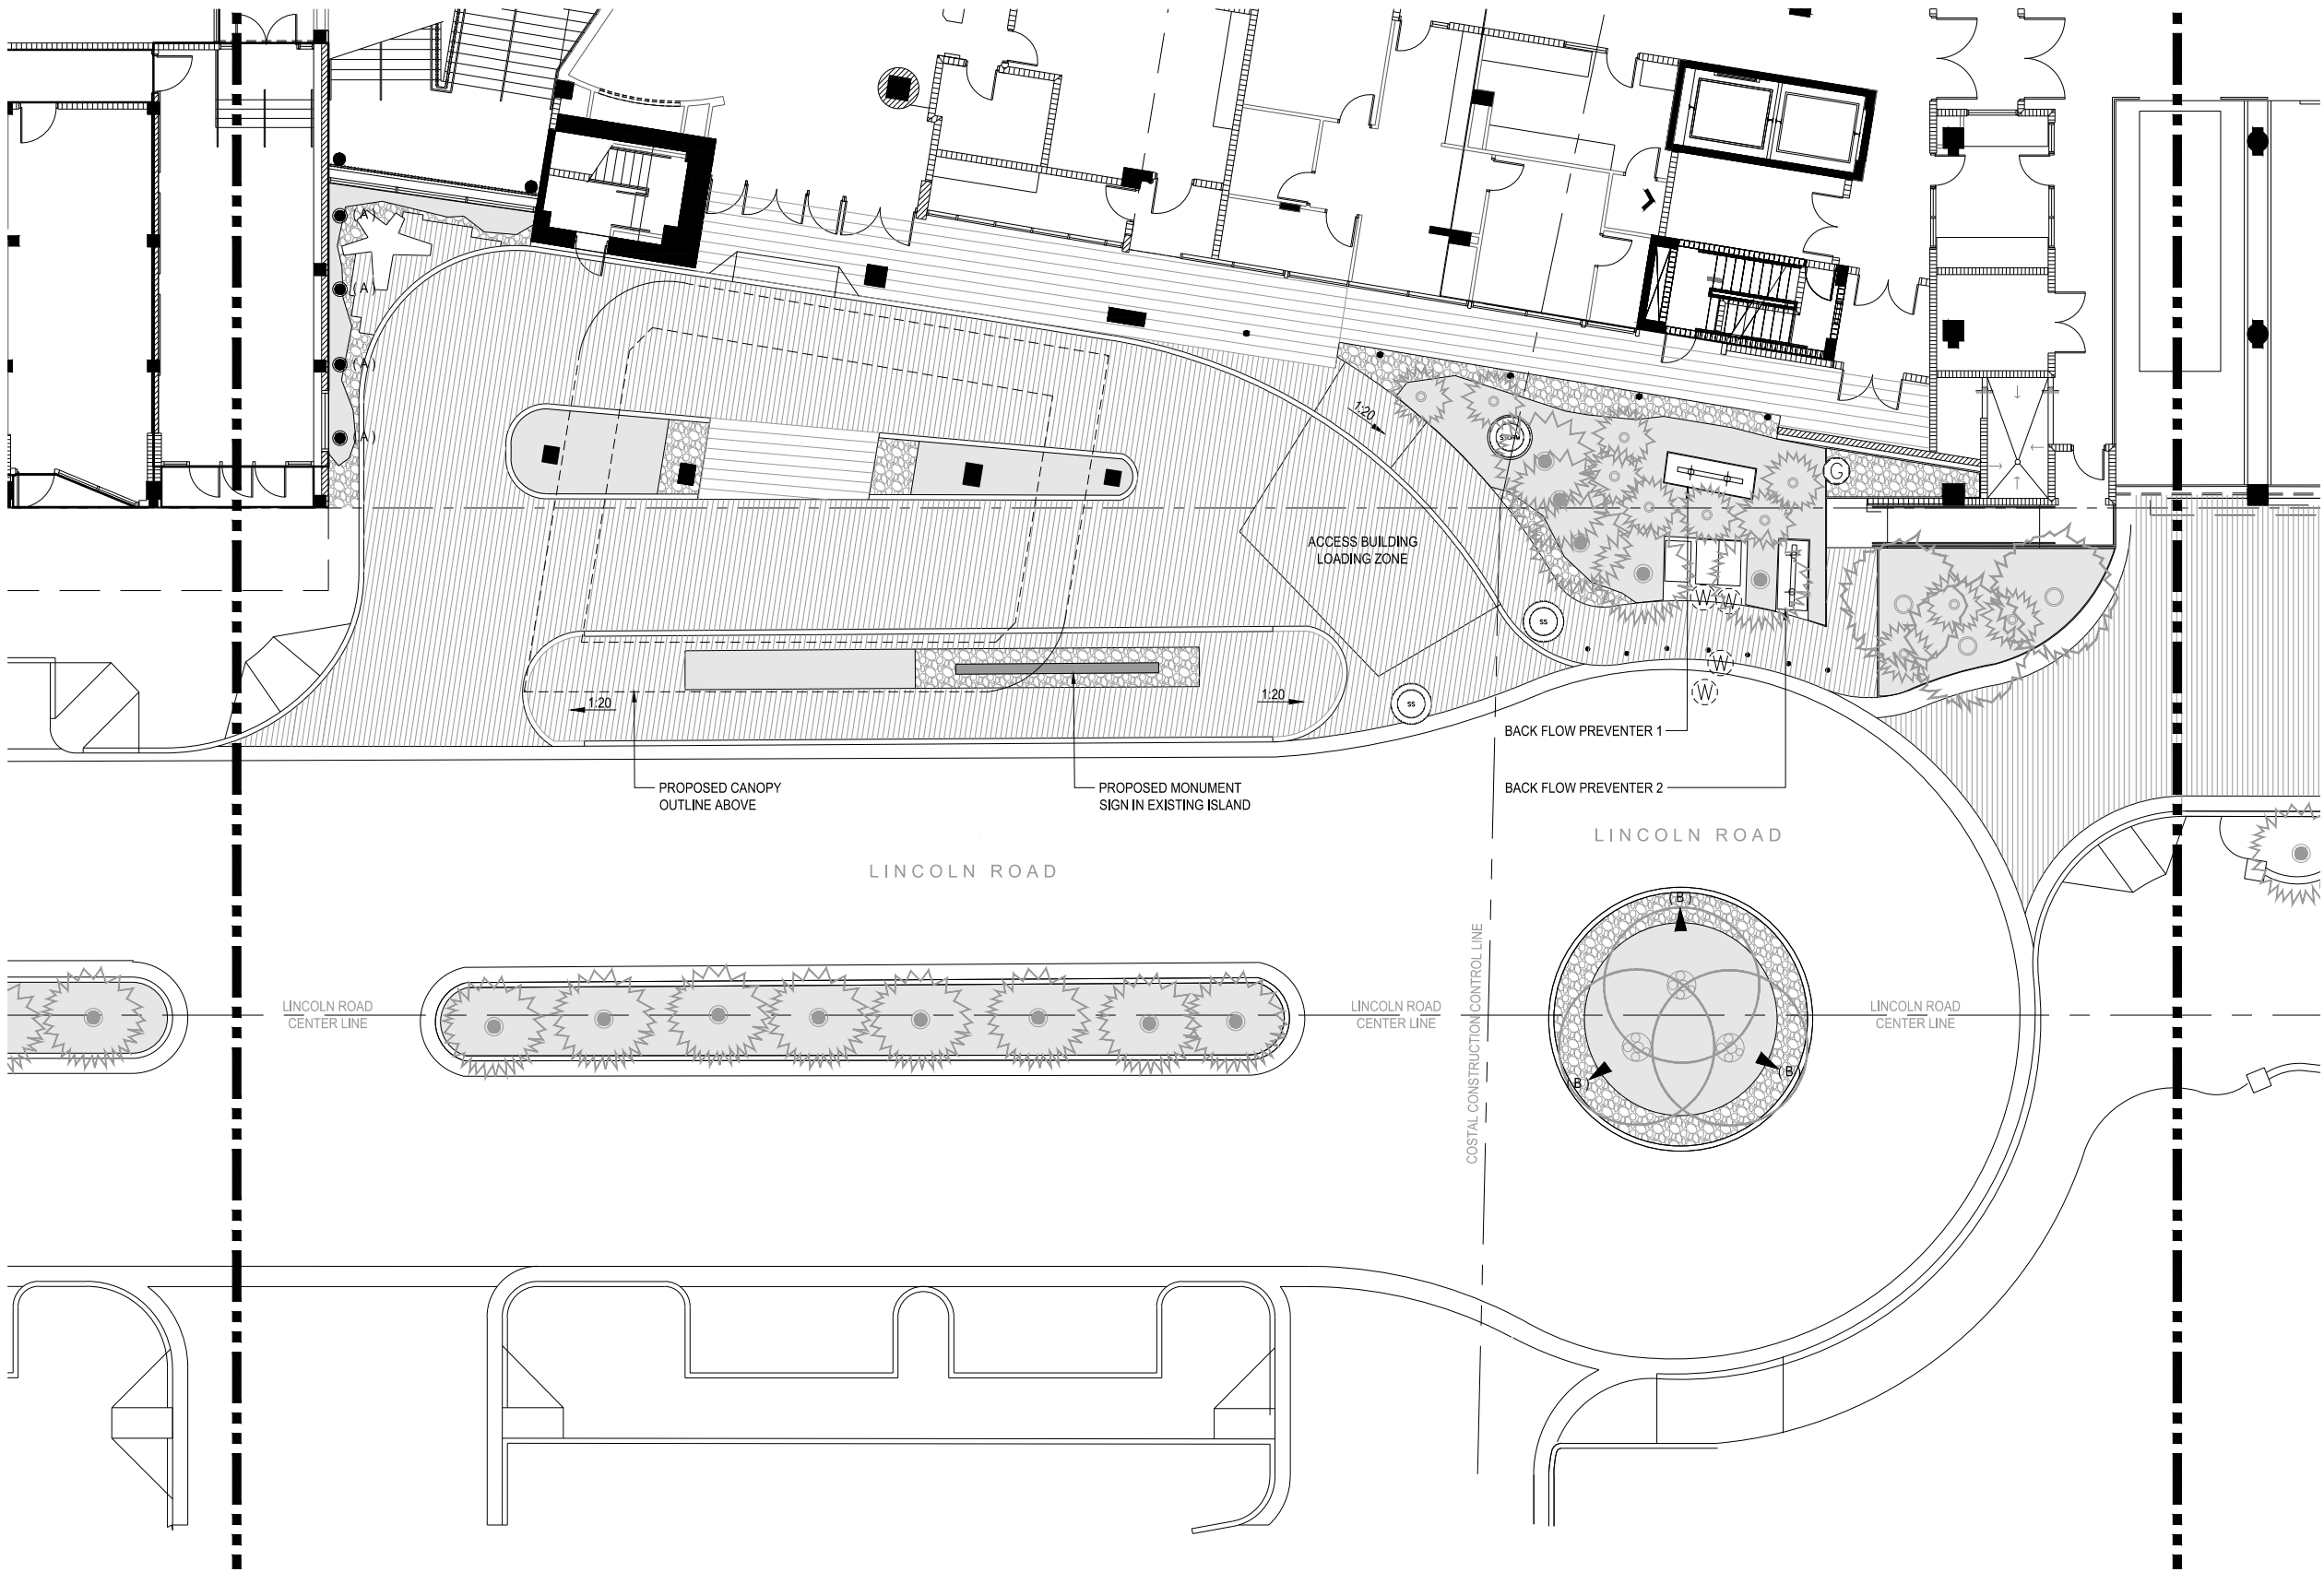 ( A )
( A )
( A )
( A )
1:20
STORM
G
ACCESS BUILDING
LOADING ZONE
W
W
SS
W
W
SS
1:20
1:20
BACK FLOW PREVENTER 1
PROPOSED CANOPY
OUTLINE ABOVE
PROPOSED MONUMENT
SIGN IN EXISTING ISLAND
BACK FLOW PREVENTER 2
LINCOLN ROAD
LINCOLN ROAD
( B )
LINCOLN ROAD
CENTER LINE
LINCOLN ROAD
CENTER LINE
COSTAL CONSTRUCTION CONTROL LINE
LINCOLN ROAD
CENTER LINE
( B )
( B )